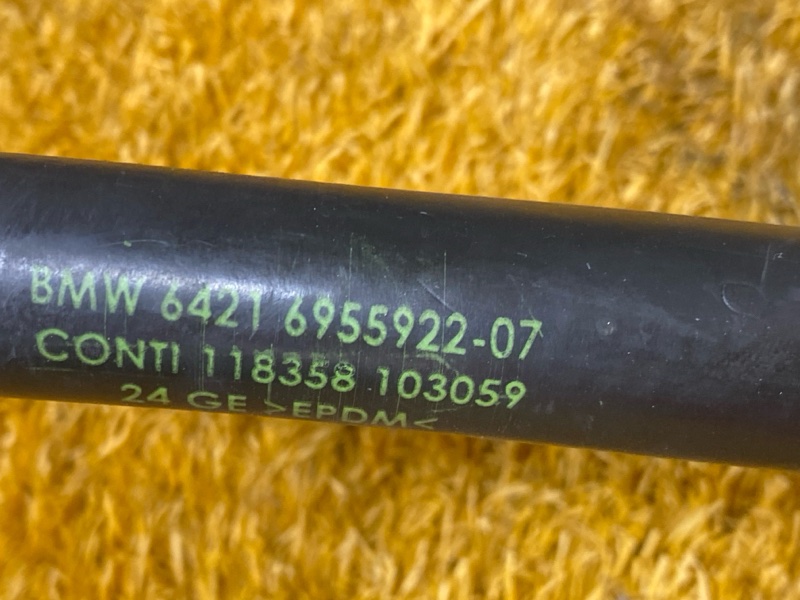 BMW 6421 6955922-07
CONTI 118358 103059
24 GE >EPDM<